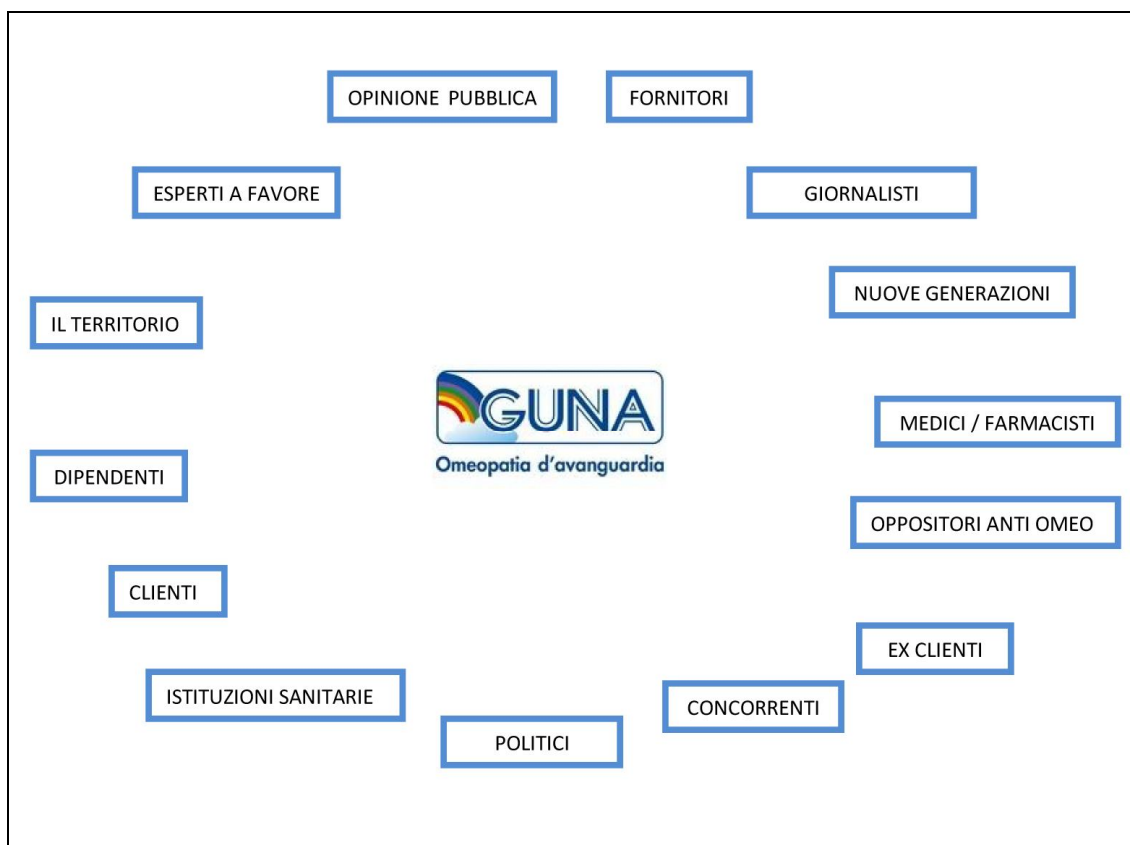 OPINIONE PUBBLICA
FORNITORI
ESPERTI A FAVORE
GIORNALISTI
NUOVE GENERAZIONI
IL TERRITORIO
GUNA
Omeopatia d'avanguardia
MEDICI / FARMACISTI
DIPENDENTI
OPPOSITORI ANTI OMEO
CLIENTI
EX CLIENTI
ISTITUZIONI SANITARIE
CONCORRENTI
POLITICI